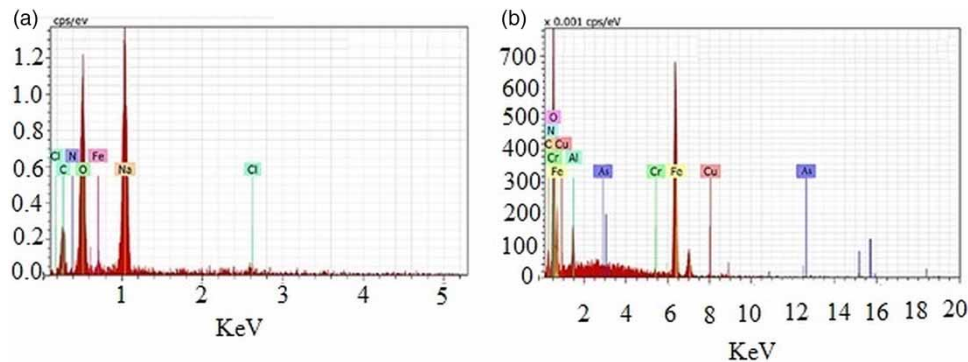 (a)
cps/ev
1.2
1.0
0.8
0.6
0.4
0.2
0.0
Cl N Fe
C O Na Cl
1 2 3 4 5
KeV
(b)
x 0.001 cps/eV
700
600
500
400
300
200
100
0
O
N
C Cu
Cr Al
Fe As Cr Fe Cu As
2 4 6 8 10 12 14 16 18 20
KeV